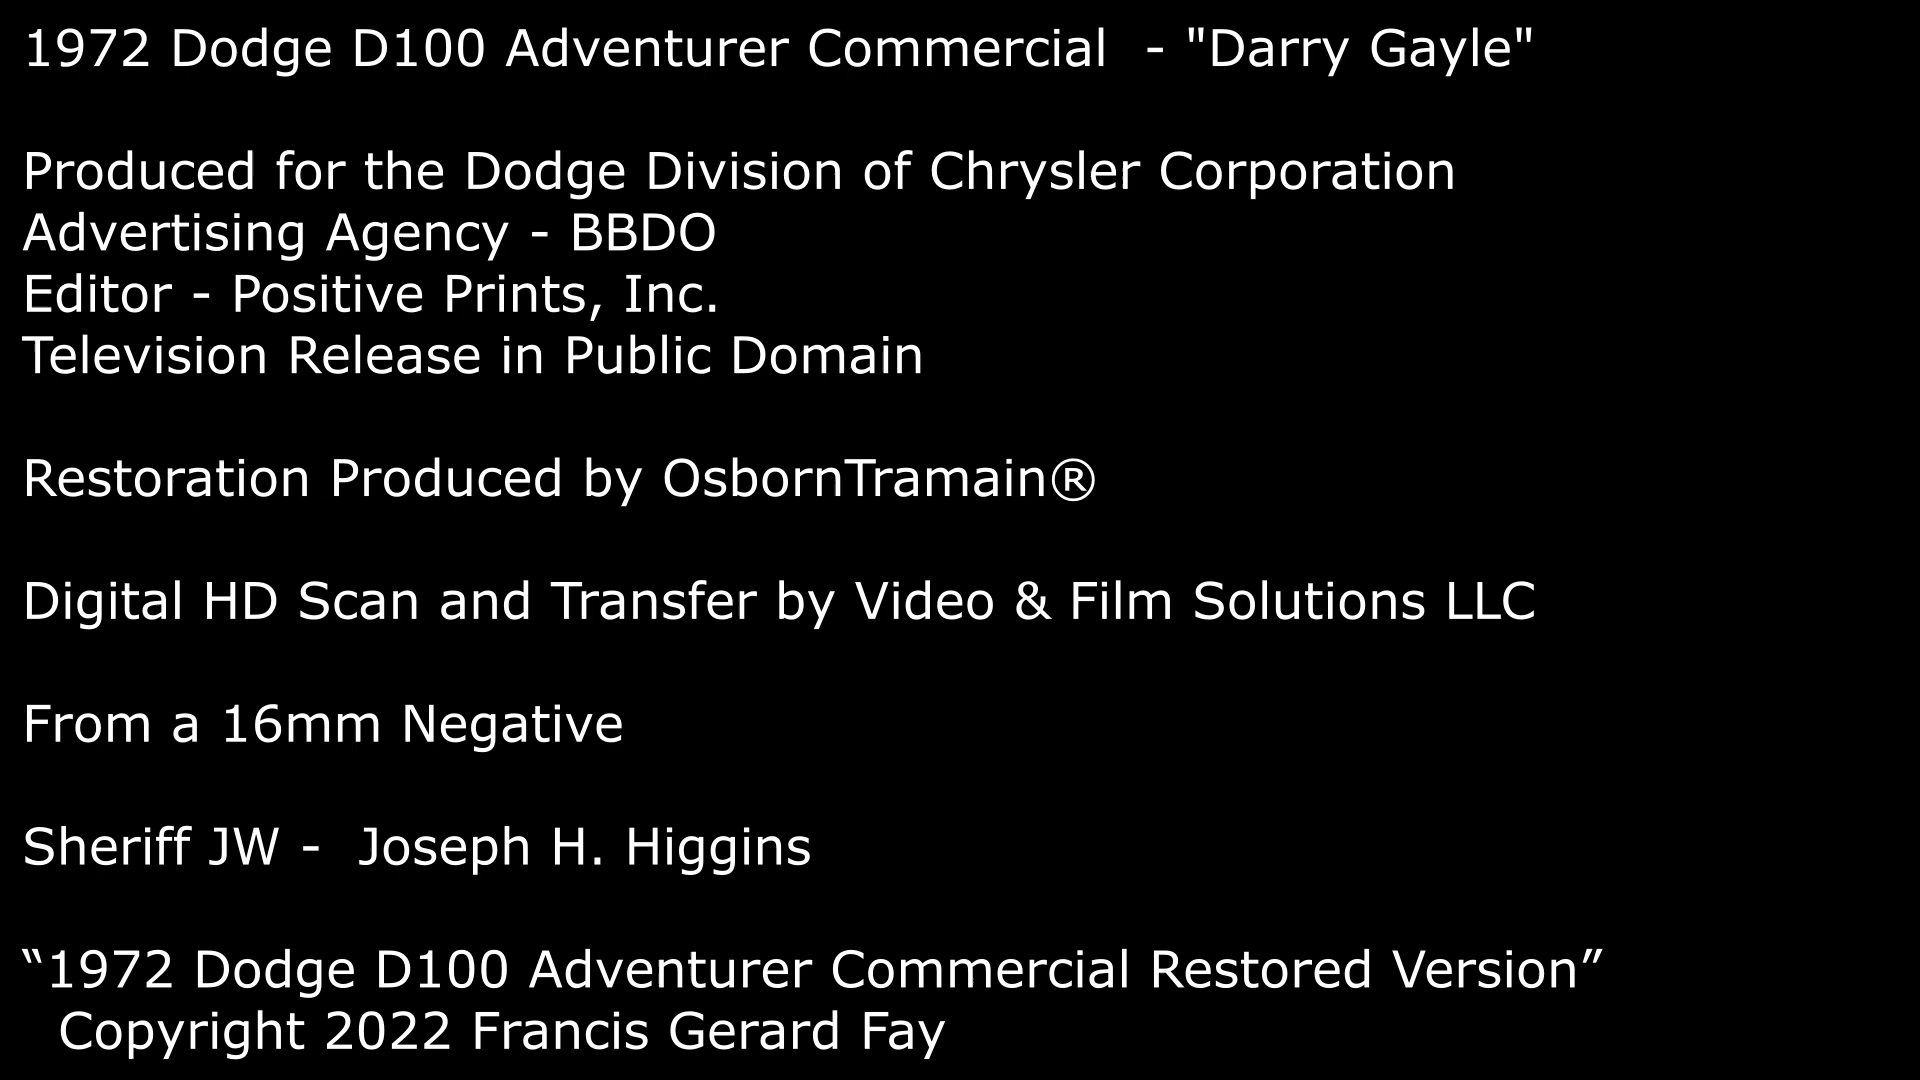 1972 Dodge D100 Adventurer Commercial  - "Darry Gayle"
Produced for the Dodge Division of Chrysler Corporation
Advertising Agency - BBDO
Editor - Positive Prints, Inc.
Television Release in Public Domain
Restoration Produced by OsbornTramain®
Digital HD Scan and Transfer by Video & Film Solutions LLC
From a 16mm Negative
Sheriff JW -  Joseph H. Higgins
“1972 Dodge D100 Adventurer Commercial Restored Version”
Copyright 2022 Francis Gerard Fay